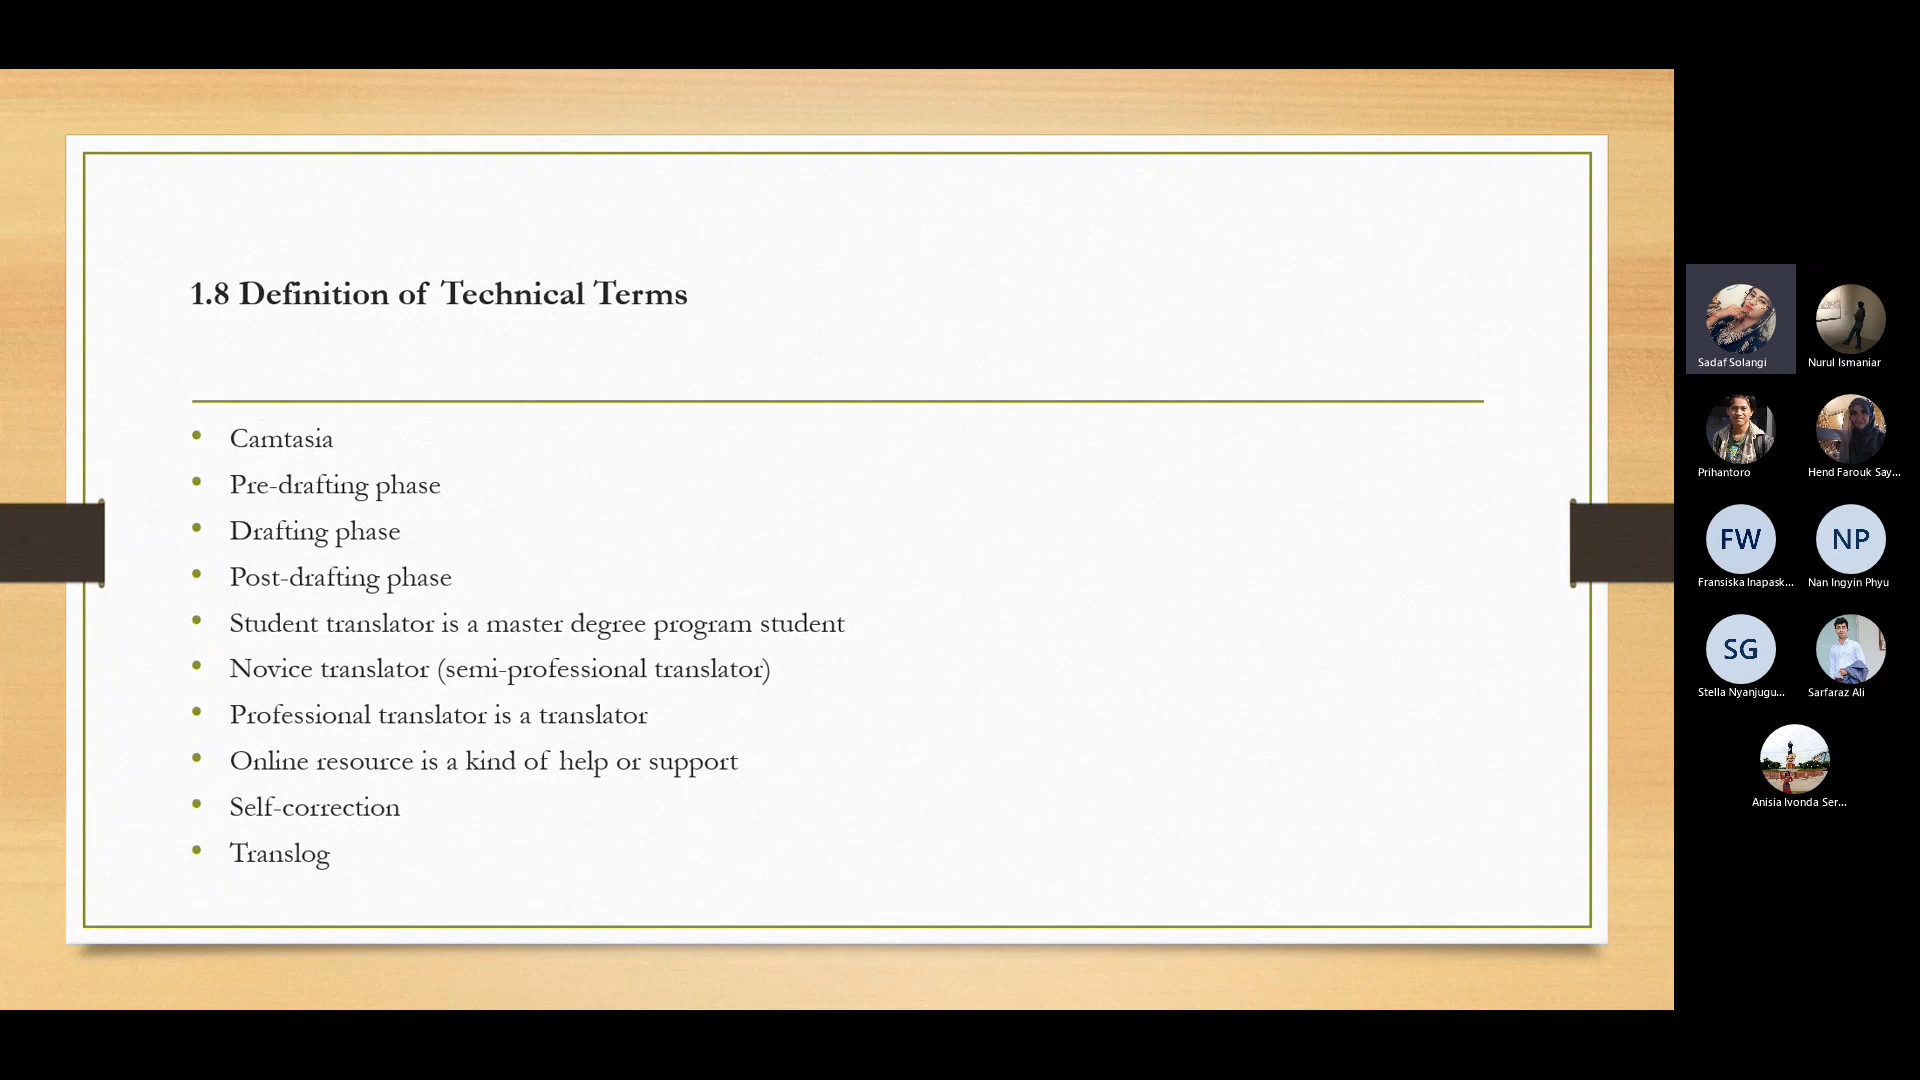 1.8 Definition of Technical Terms
• Camtasia
• Pre-drafting phase
• Drafting phase
• Post-drafting phase
• Student translator is a master degree program student
• Novice translator (semi-professional translator)
• Professional translator is a translator
• Online resource is a kind of help or support
• Self-correction
• Translog
Sadaf Solangi
Nurul Ismaniar
Prihantoro
Hend Farouk Say...
FW
Fransiska Inapask...
NP
Nan Ingyin Phyu
SG
Stella Nyanjugu...
Sarfaraz Ali
Anisia Ivonda Ser...